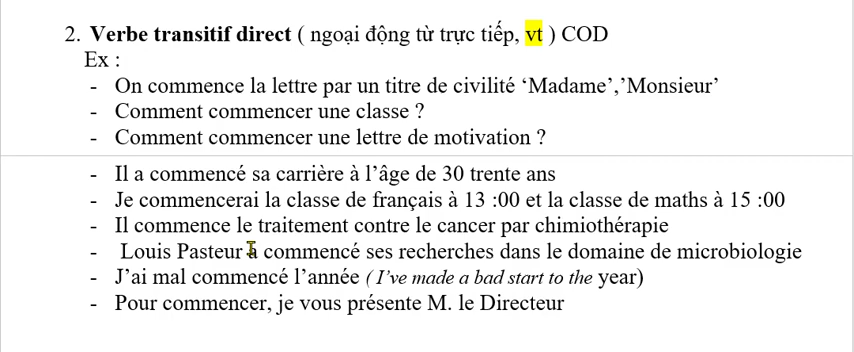 2. Verbe transitif direct ( ngoại động từ trực tiếp, vt ) COD
Ex :
- On commence la lettre par un titre de civilité ‘Madame’,’Monsieur’
- Comment commencer une classe ?
- Comment commencer une lettre de motivation ?
- Il a commencé sa carrière à l’âge de 30 trente ans
- Je commencerai la classe de français à 13 :00 et la classe de maths à 15 :00
- Il commence le traitement contre le cancer par chimiothérapie
- Louis Pasteur a commencé ses recherches dans le domaine de microbiologie
- J’ai mal commencé l’année ( I’ve made a bad start to the year)
- Pour commencer, je vous présente M. le Directeur